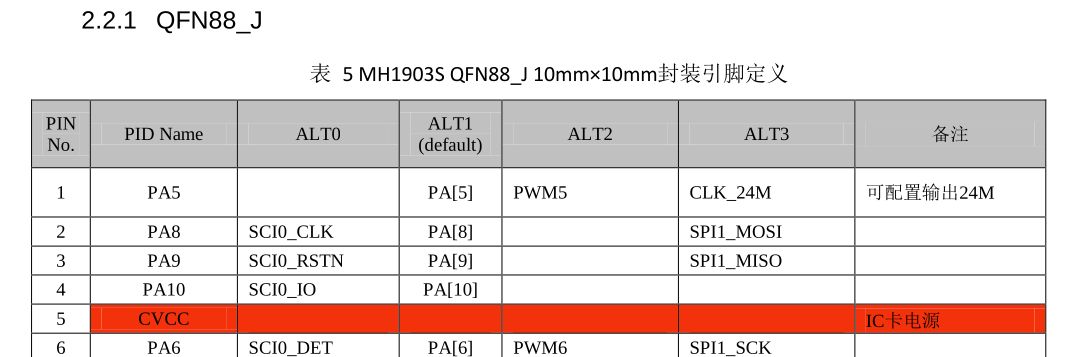 2.2.1 QFN88_J
表 5 MH1903S QFN88_J 10mm×10mm封装引脚定义
PIN No. PID Name ALT0 ALT1 (default) ALT2 ALT3 备注
1 PA5 PA[5] PWM5 CLK_24M 可配置输出24M
2 PA8 SCI0_CLK PA[8] SPI1_MOSI
3 PA9 SCI0_RSTN PA[9] SPI1_MISO
4 PA10 SCI0_IO PA[10]
5 CVCC IC卡电源
6 PA6 SCI0_DET PA[6] PWM6 SPI1_SCK